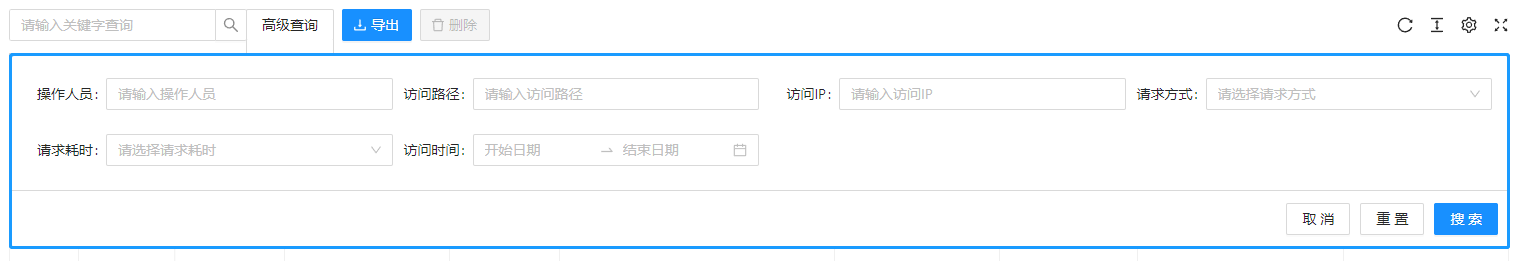 请输入关键字查询 高级查询 导出 删除
操作人员: 请输入操作人员 访问路径: 请输入访问路径 访问IP: 请输入访问IP 请求方式: 请选择请求方式
请求耗时: 请选择请求耗时 访问时间: 开始日期 → 结束日期
取 消 重 置 搜 索